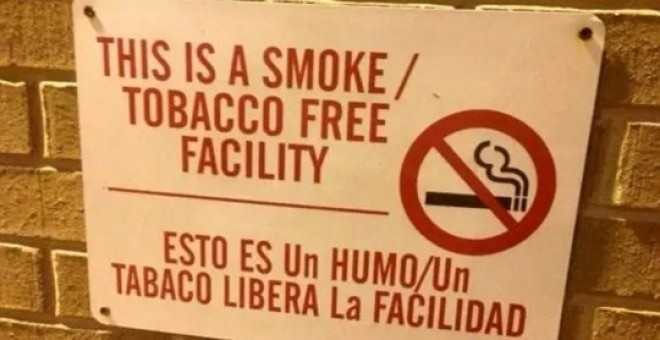 THIS IS A SMOKE /
TOBACCO FREE
FACILITY
ESTO ES Un HUMO/Un
TABACO LIBERA La FACILIDAD